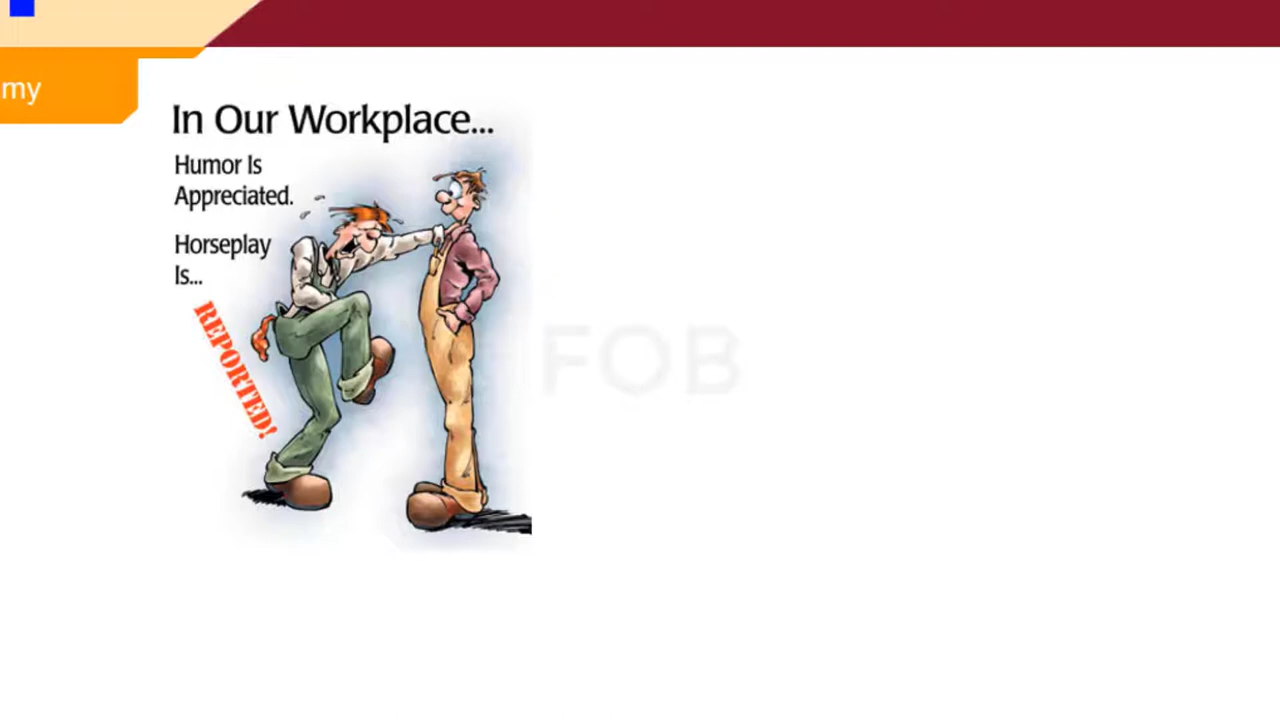 my
In Our Workplace...
Humor Is
Appreciated.
Horseplay
Is...
REPORTED!
FOB